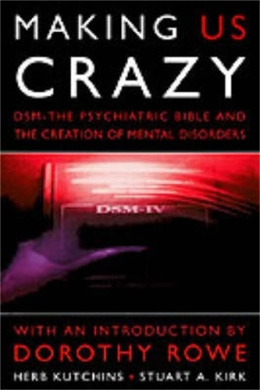 MAKING US
CRAZY
DSM-THE PSYCHIATRIC BIBLE AND
THE CREATION OF MENTAL DISORDERS
DSM-IV
WITH AN INTRODUCTION BY
DOROTHY ROWE
HERB KUTCHINS • STUART A. KIRK